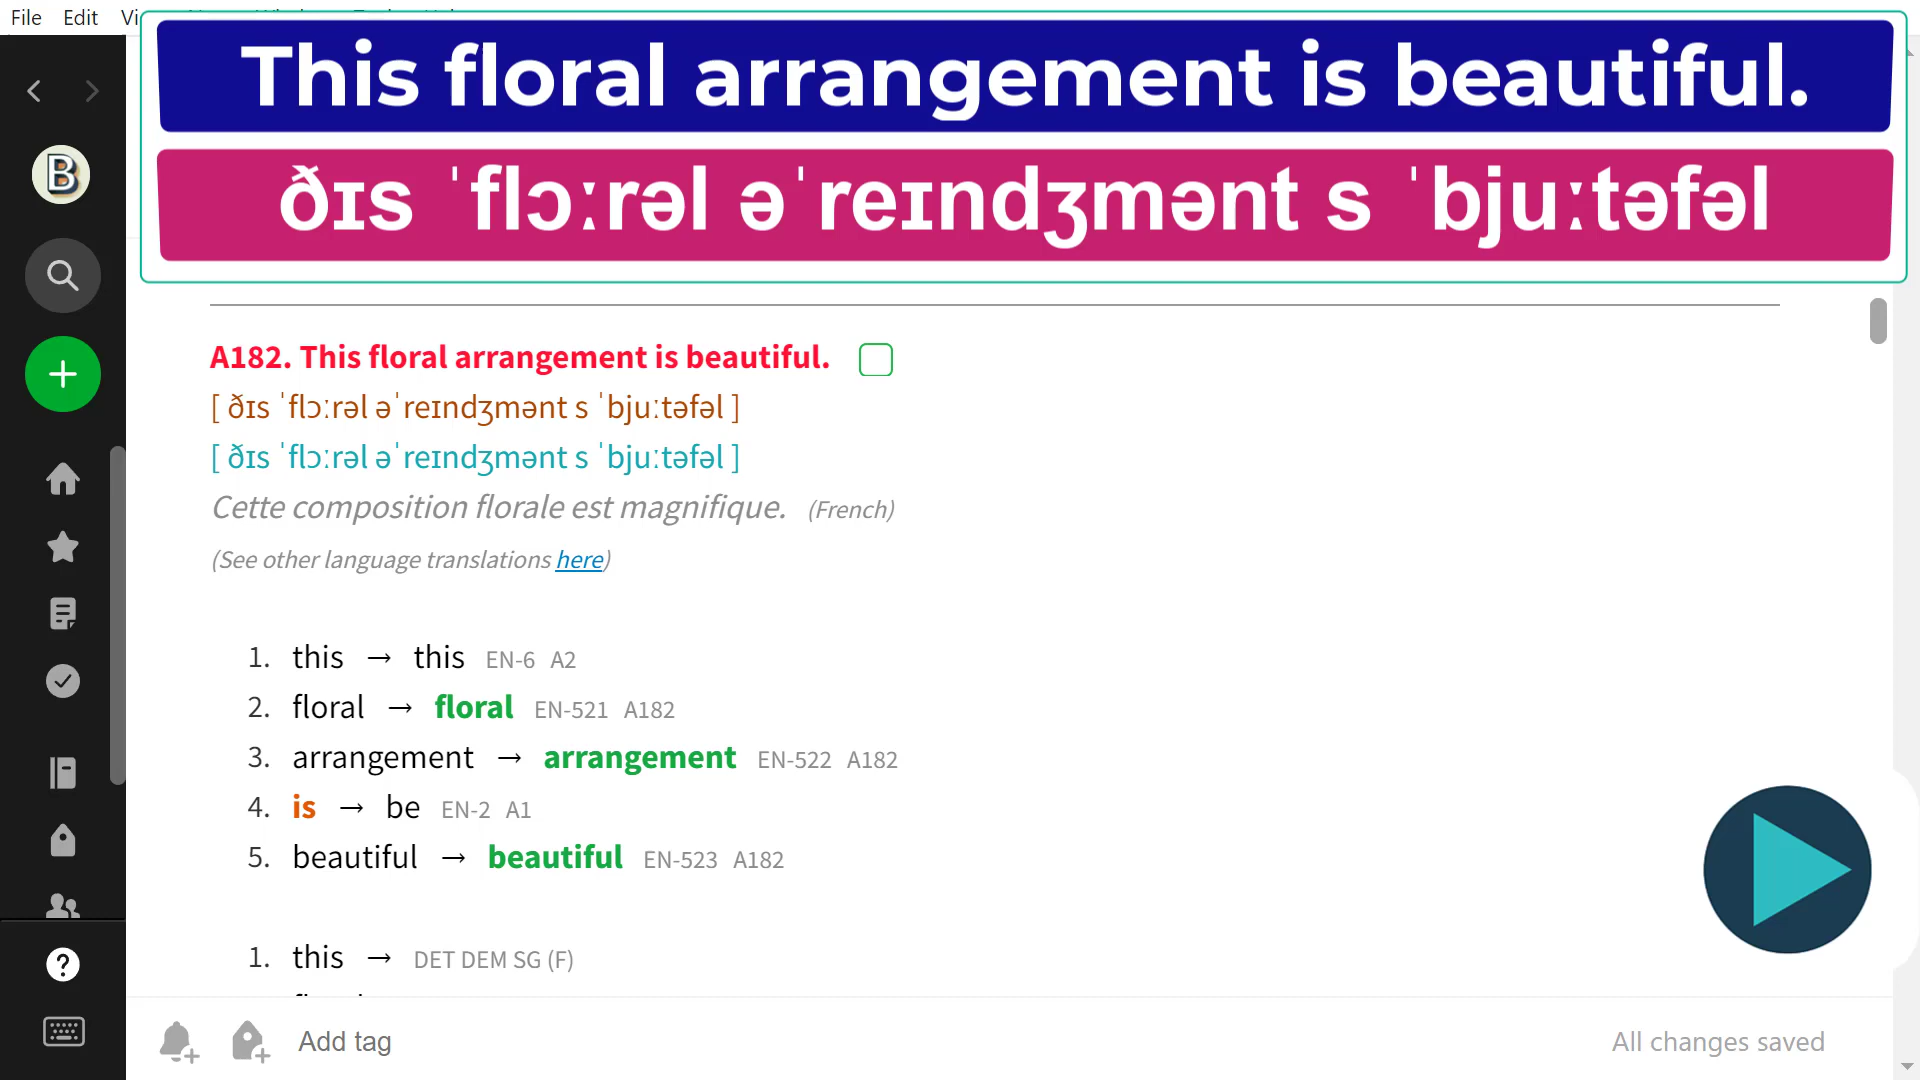 File Edit
This floral arrangement is beautiful.
ðɪs ˈflɔːrəl əˈreɪndʒmənt s ˈbjuːtəfəl
B
A182. This floral arrangement is beautiful.
[ ðɪs ˈflɔːrəl əˈreɪndʒmənt s ˈbjuːtəfəl ]
[ ðɪs ˈflɔːrəl əˈreɪndʒmənt s ˈbjuːtəfəl ]
Cette composition florale est magnifique. (French)
(See other language translations here)
1. this → this EN-6 A2
2. floral → floral EN-521 A182
3. arrangement → arrangement EN-522 A182
4. is → be EN-2 A1
5. beautiful → beautiful EN-523 A182
1. this → DET DEM SG (F)
Add tag
All changes saved